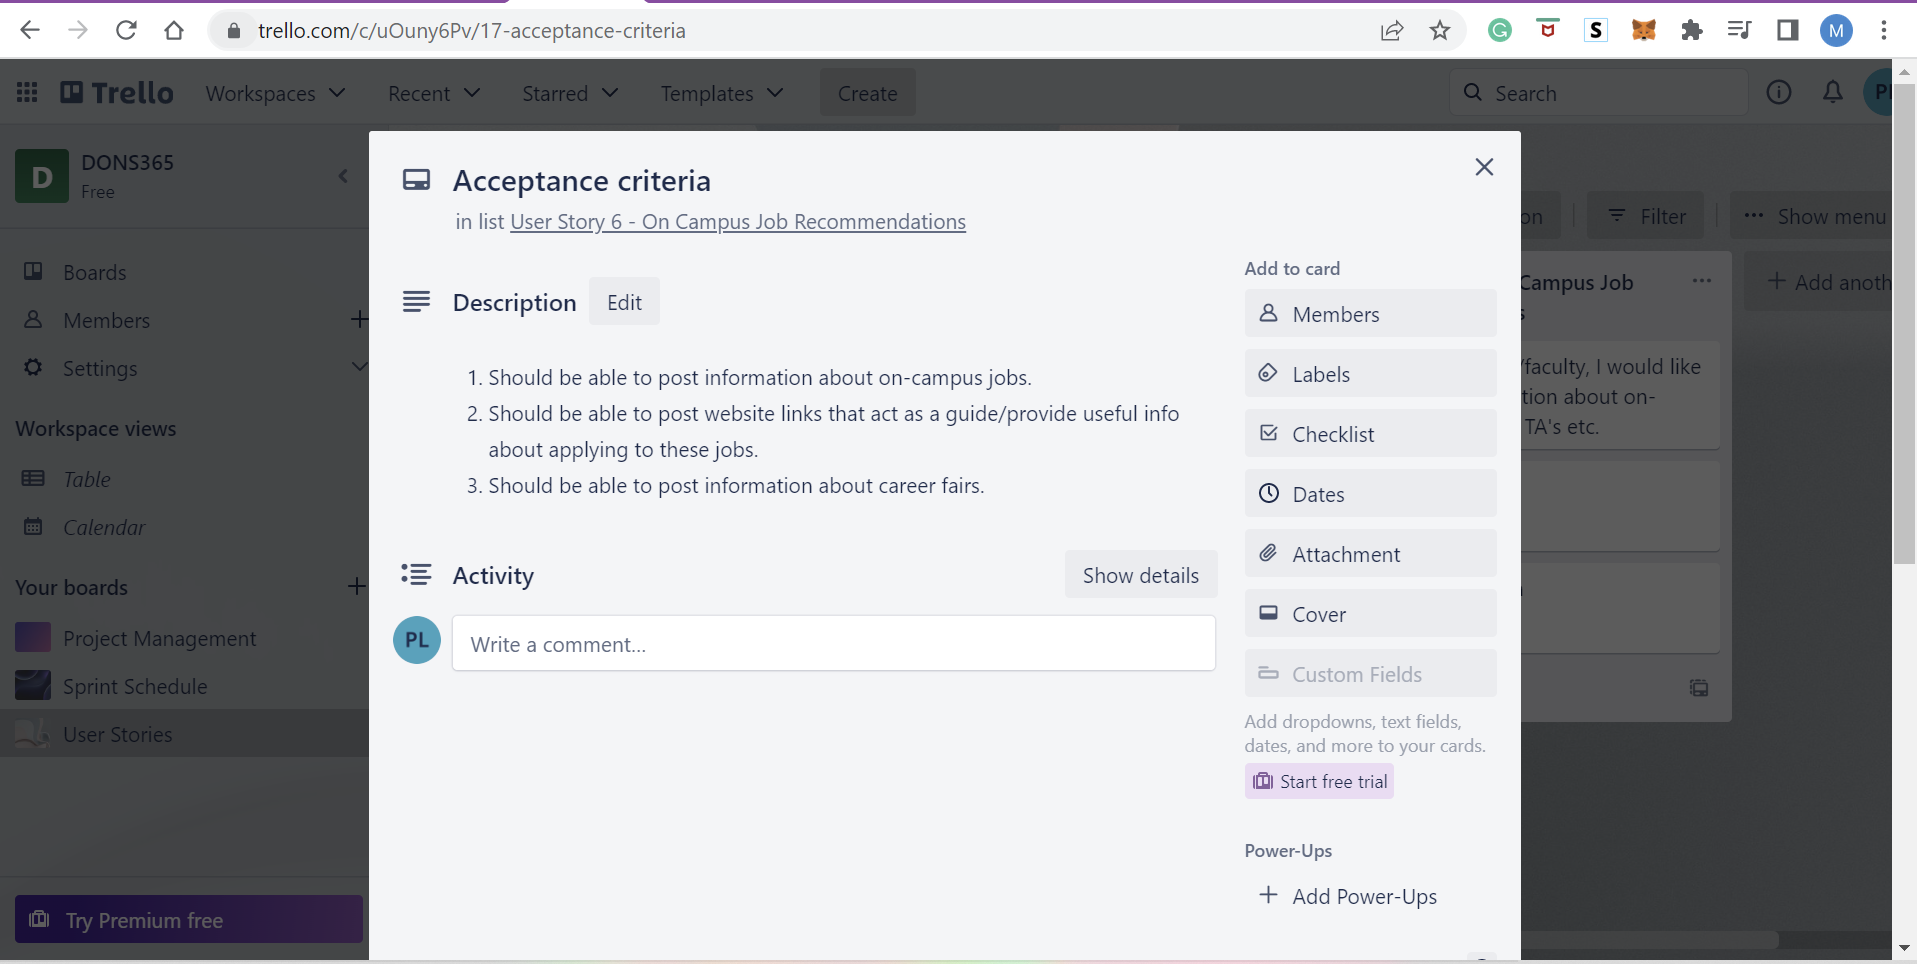 trello.com/c/uOuny6Pv/17-acceptance-criteria
S
M
Trello
Workspaces
Recent
Starred
Templates
Create
Search
D
DONS365
Free
Boards
Members
Settings
Workspace views
Table
Calendar
Your boards
Project Management
Sprint Schedule
User Stories
Try Premium free
Acceptance criteria
in list User Story 6 - On Campus Job Recommendations
Description
Edit
1. Should be able to post information about on-campus jobs.
2. Should be able to post website links that act as a guide/provide useful info
about applying to these jobs.
3. Should be able to post information about career fairs.
Activity
Show details
PL
Write a comment...
Add to card
Members
Labels
Checklist
Dates
Attachment
Cover
Custom Fields
Add dropdowns, text fields,
dates, and more to your cards.
Start free trial
Power-Ups
+ Add Power-Ups
Filter
Show menu
Campus Job
/faculty, I would like
about on-
TA's etc.
+ Add